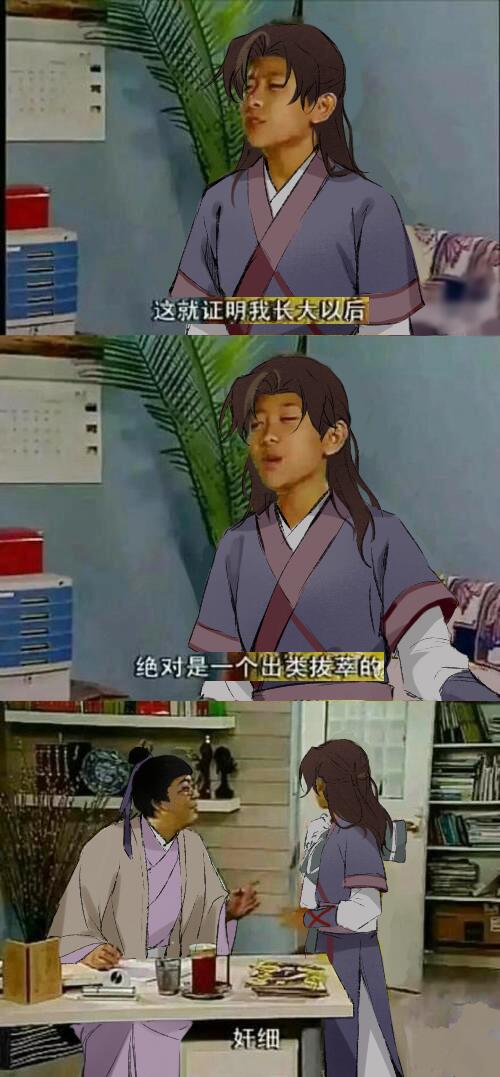 这就证明我长大以后
绝对是一个出类拔萃的
奸细